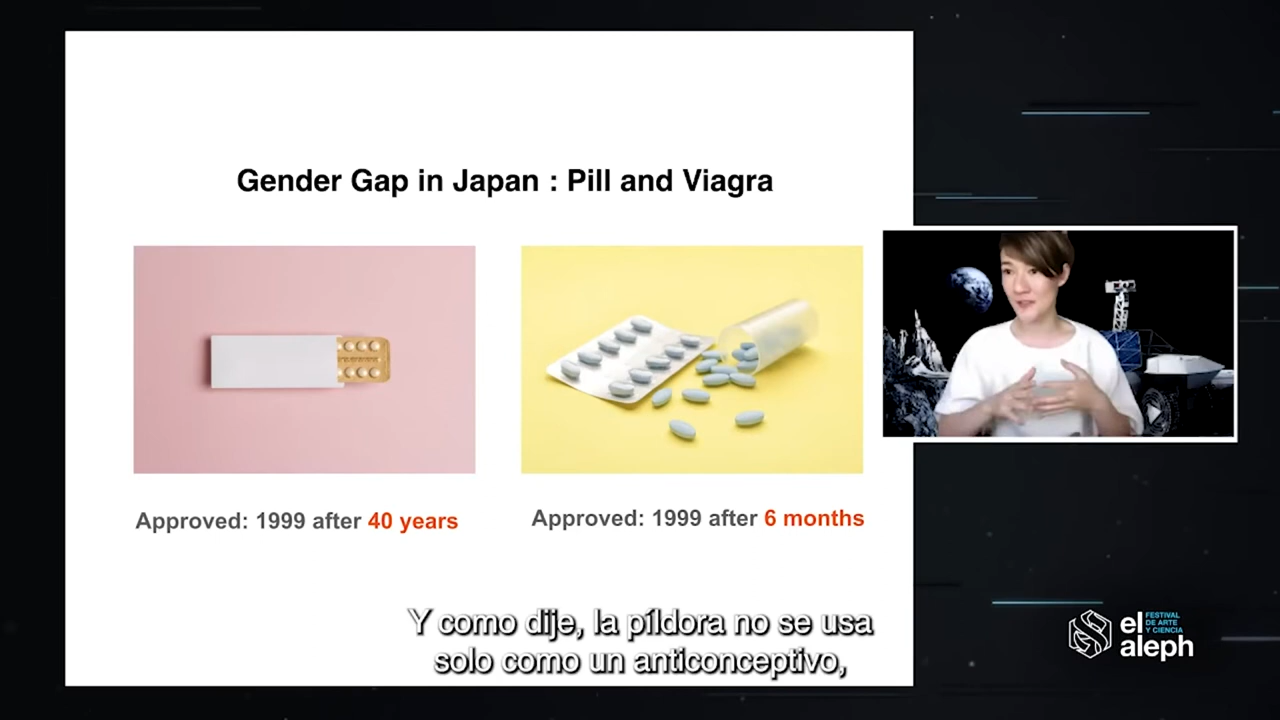 Gender Gap in Japan : Pill and Viagra
Approved: 1999 after 40 years
Approved: 1999 after 6 months
Y como dije, la píldora no se usa
solo como un anticonceptivo,
el aleph
FESTIVAL
DE ARTE
Y CIENCIA